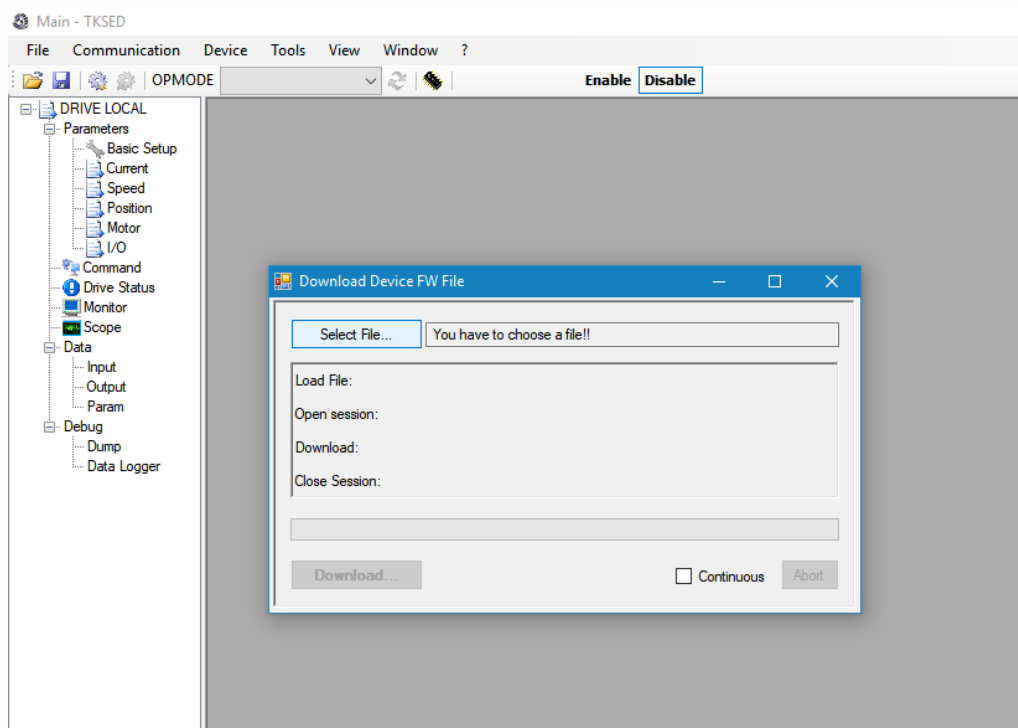 Main - TKSED
File Communication Device Tools View Window ?
OPMODE Enable Disable
DRIVE LOCAL
Parameters
Basic Setup
Current
Speed
Position
Motor
I/O
Command
Drive Status
Monitor
Scope
Data
Input
Output
Param
Debug
Dump
Data Logger
Download Device FW File
Select File... You have to choose a file!!
Load File:
Open session:
Download:
Close Session:
Download... Continuous Abort